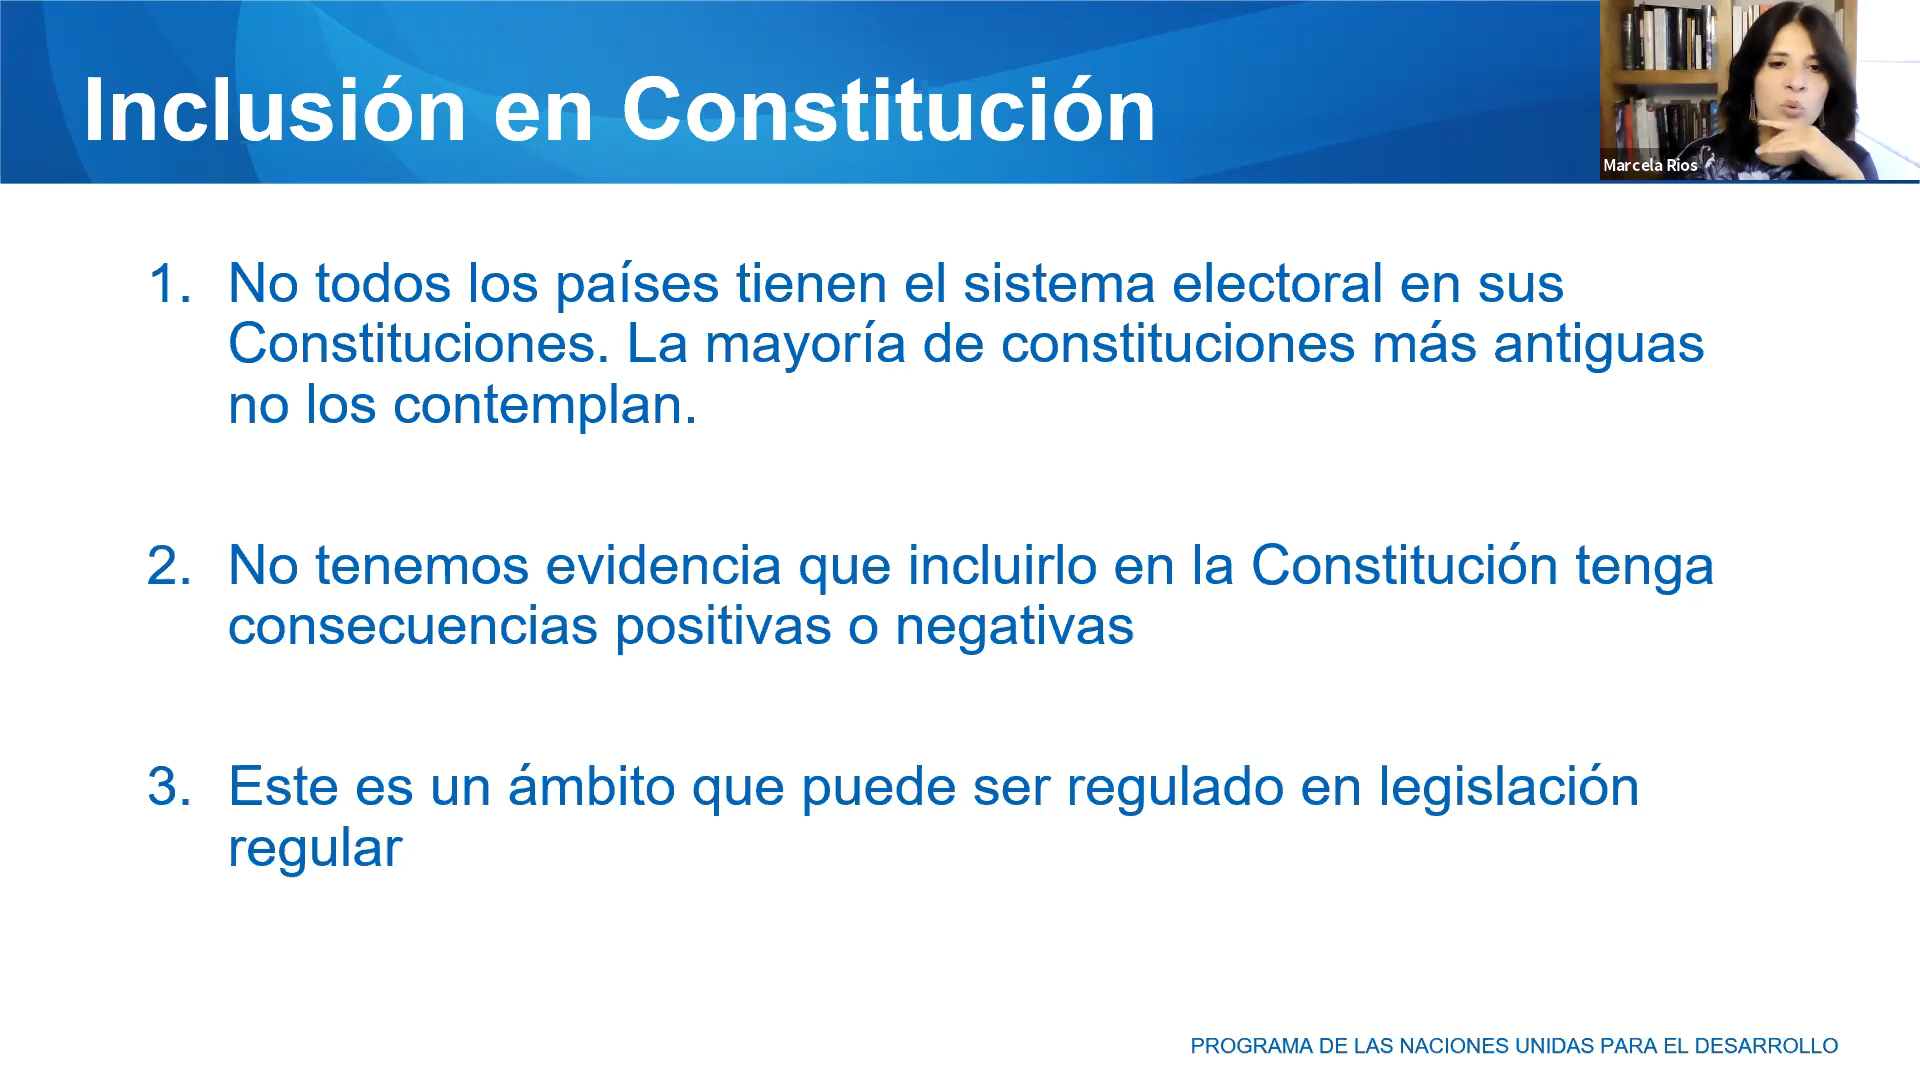 Inclusión en Constitución
Marcela Rios
1. No todos los países tienen el sistema electoral en sus
Constituciones. La mayoría de constituciones más antiguas
no los contemplan.
2. No tenemos evidencia que incluirlo en la Constitución tenga
consecuencias positivas o negativas
3. Este es un ámbito que puede ser regulado en legislación
regular
PROGRAMA DE LAS NACIONES UNIDAS PARA EL DESARROLLO